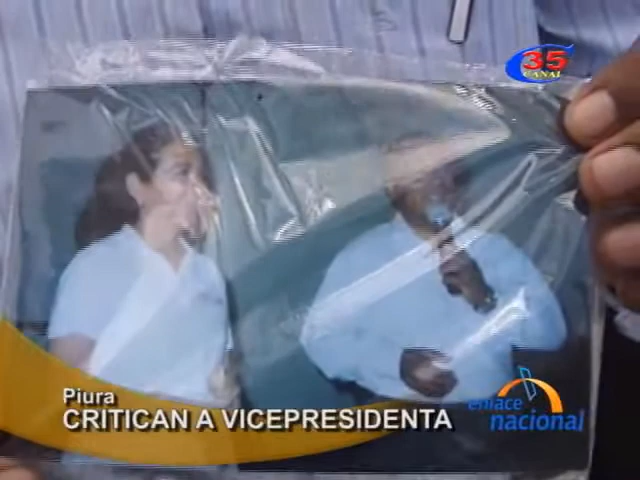 35
CANAL
Piura
CRITICAN A VICEPRESIDENTA
enlace
nacional